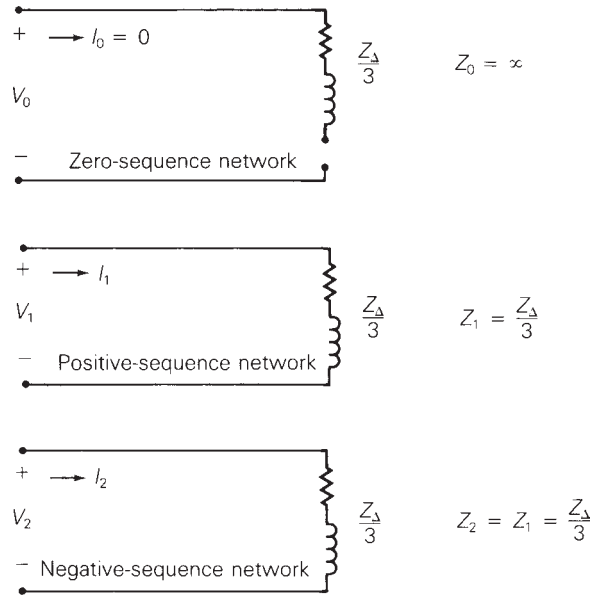 + → I₀ = 0
Z_Δ/3
Z₀ = ∞
V₀
− Zero-sequence network
+ → I₁
V₁
Z_Δ/3
Z₁ = Z_Δ/3
− Positive-sequence network
+ → I₂
V₂
Z_Δ/3
Z₂ = Z₁ = Z_Δ/3
− Negative-sequence network